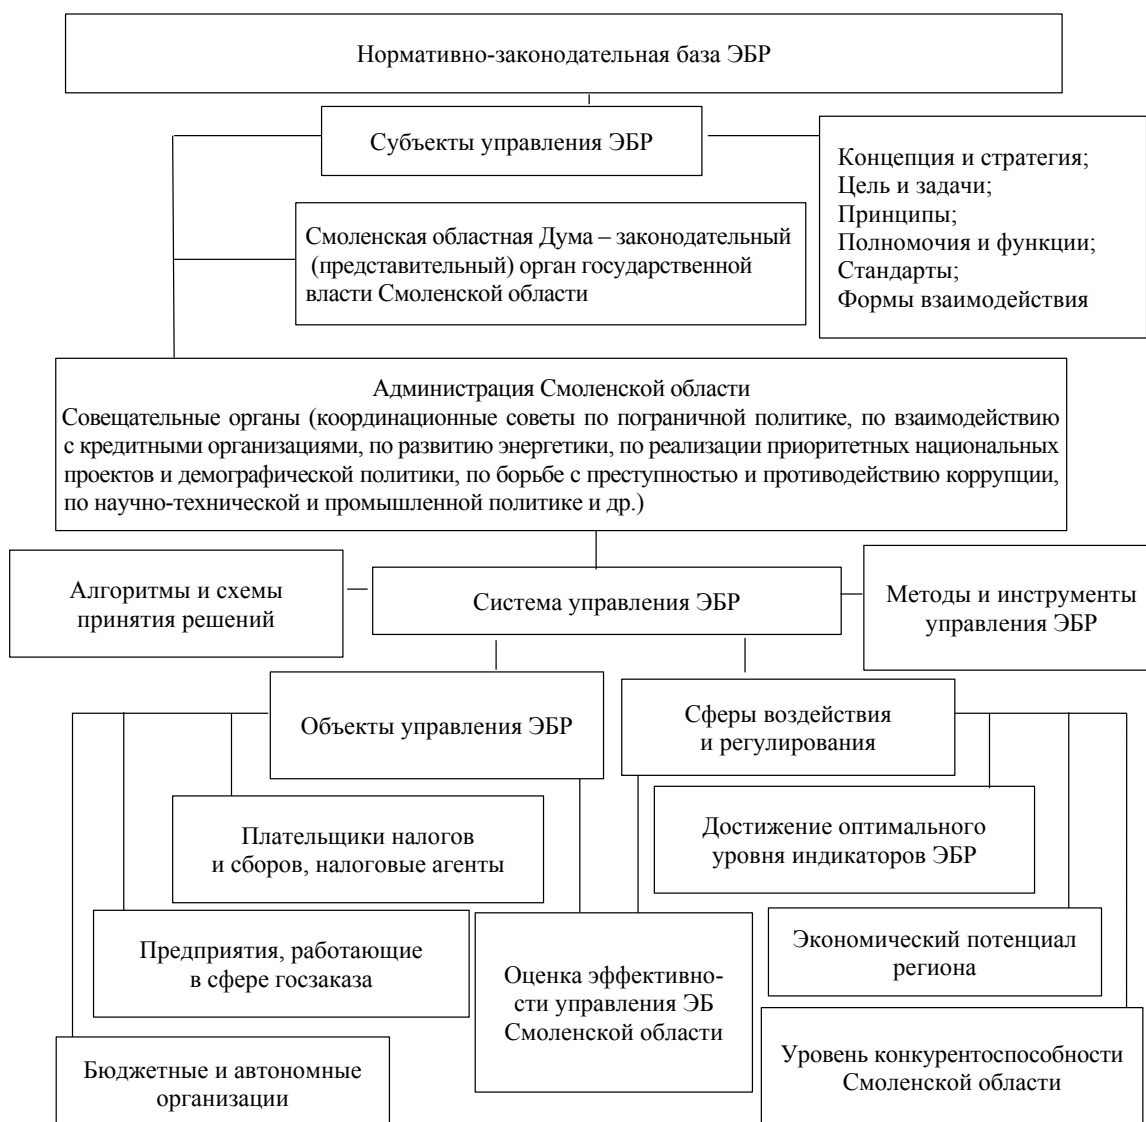 Нормативно-законодательная база ЭБР
Субъекты управления ЭБР
Концепция и стратегия;
Цель и задачи;
Принципы;
Полномочия и функции;
Стандарты;
Формы взаимодействия
Смоленская областная Дума – законодательный
(представительный) орган государственной
власти Смоленской области
Администрация Смоленской области
Совещательные органы (координационные советы по пограничной политике, по взаимодействию
с кредитными организациями, по развитию энергетики, по реализации приоритетных национальных
проектов и демографической политики, по борьбе с преступностью и противодействию коррупции,
по научно-технической и промышленной политике и др.)
Алгоритмы и схемы
принятия решений
Система управления ЭБР
Методы и инструменты
управления ЭБР
Объекты управления ЭБР
Сферы воздействия
и регулирования
Плательщики налогов
и сборов, налоговые агенты
Достижение оптимального
уровня индикаторов ЭБР
Предприятия, работающие
в сфере госзаказа
Оценка эффективно-
сти управления ЭБ
Смоленской области
Экономический потенциал
региона
Бюджетные и автономные
организации
Уровень конкурентоспособности
Смоленской области